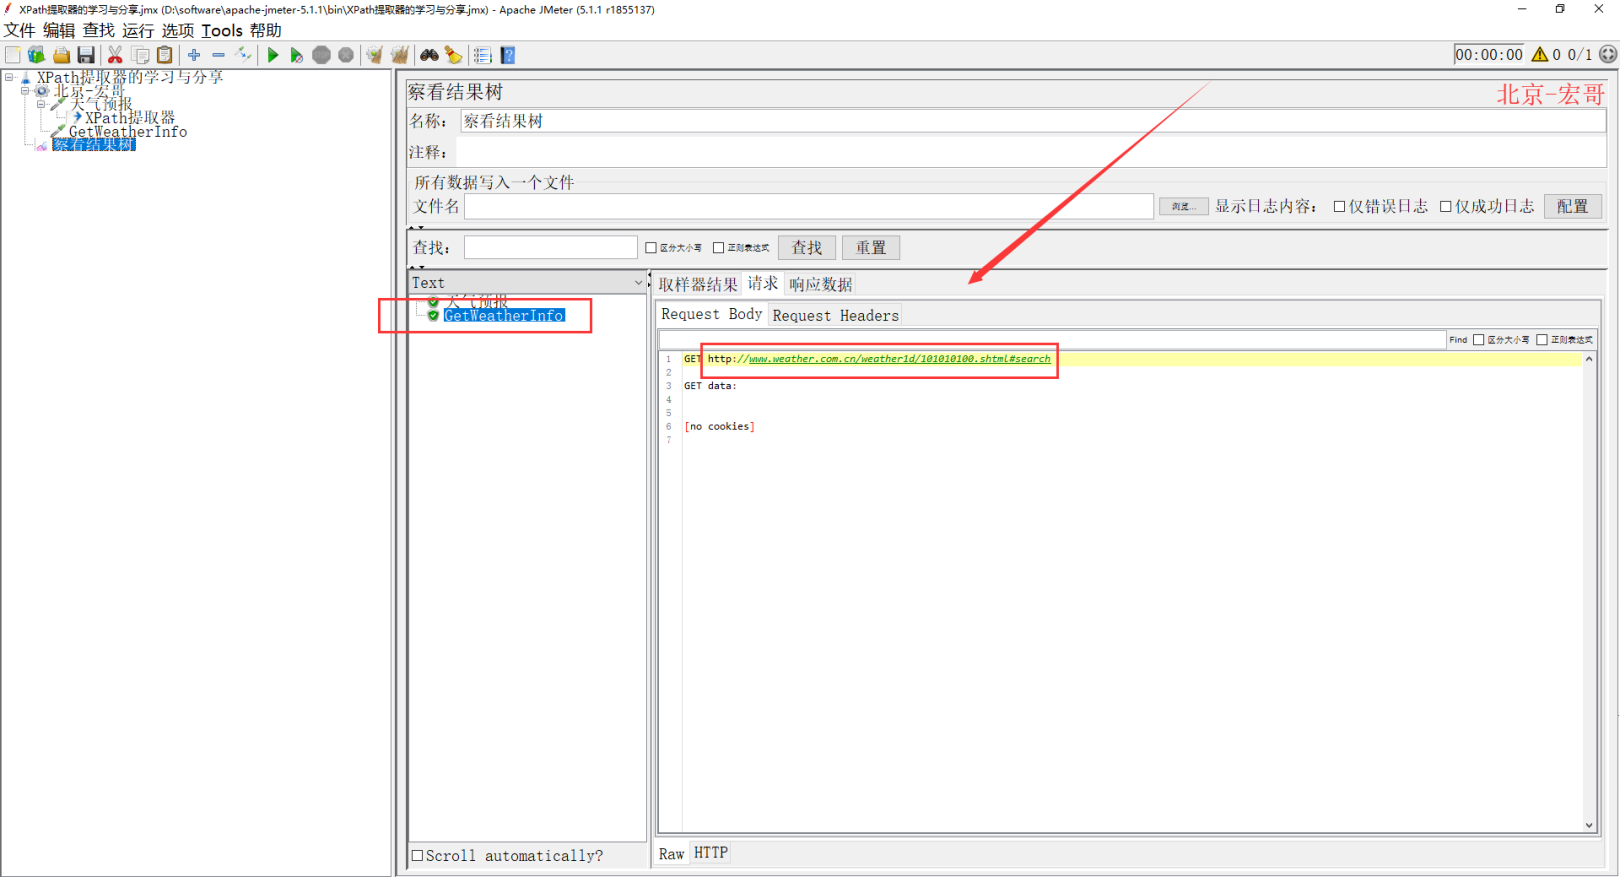 XPath提取器的学习与分享.jmx (D:\software\apache-jmeter-5.1.1\bin\XPath提取器的学习与分享.jmx) - Apache JMeter (5.1.1 r1855137)
文件 编辑 查找 运行 选项 Tools 帮助
00:00:00 0 0/1
XPath提取器的学习与分享
北京-宏哥
天气预报
XPath提取器
GetWeatherInfo
察看结果树
察看结果树
北京-宏哥
名称： 察看结果树
注释：
所有数据写入一个文件
文件名 浏览... 显示日志内容： 仅错误日志 仅成功日志 配置
查找： 区分大小写 正则表达式 查找 重置
Text
天气预报
GetWeatherInfo
Scroll automatically?
取样器结果 请求 响应数据
Request Body Request Headers
Find 区分大小写 正则表达式
1 GET http://www.weather.com.cn/weather1d/101010100.shtml#search
2
3 GET data:
4
5
6 [no cookies]
7
Raw HTTP